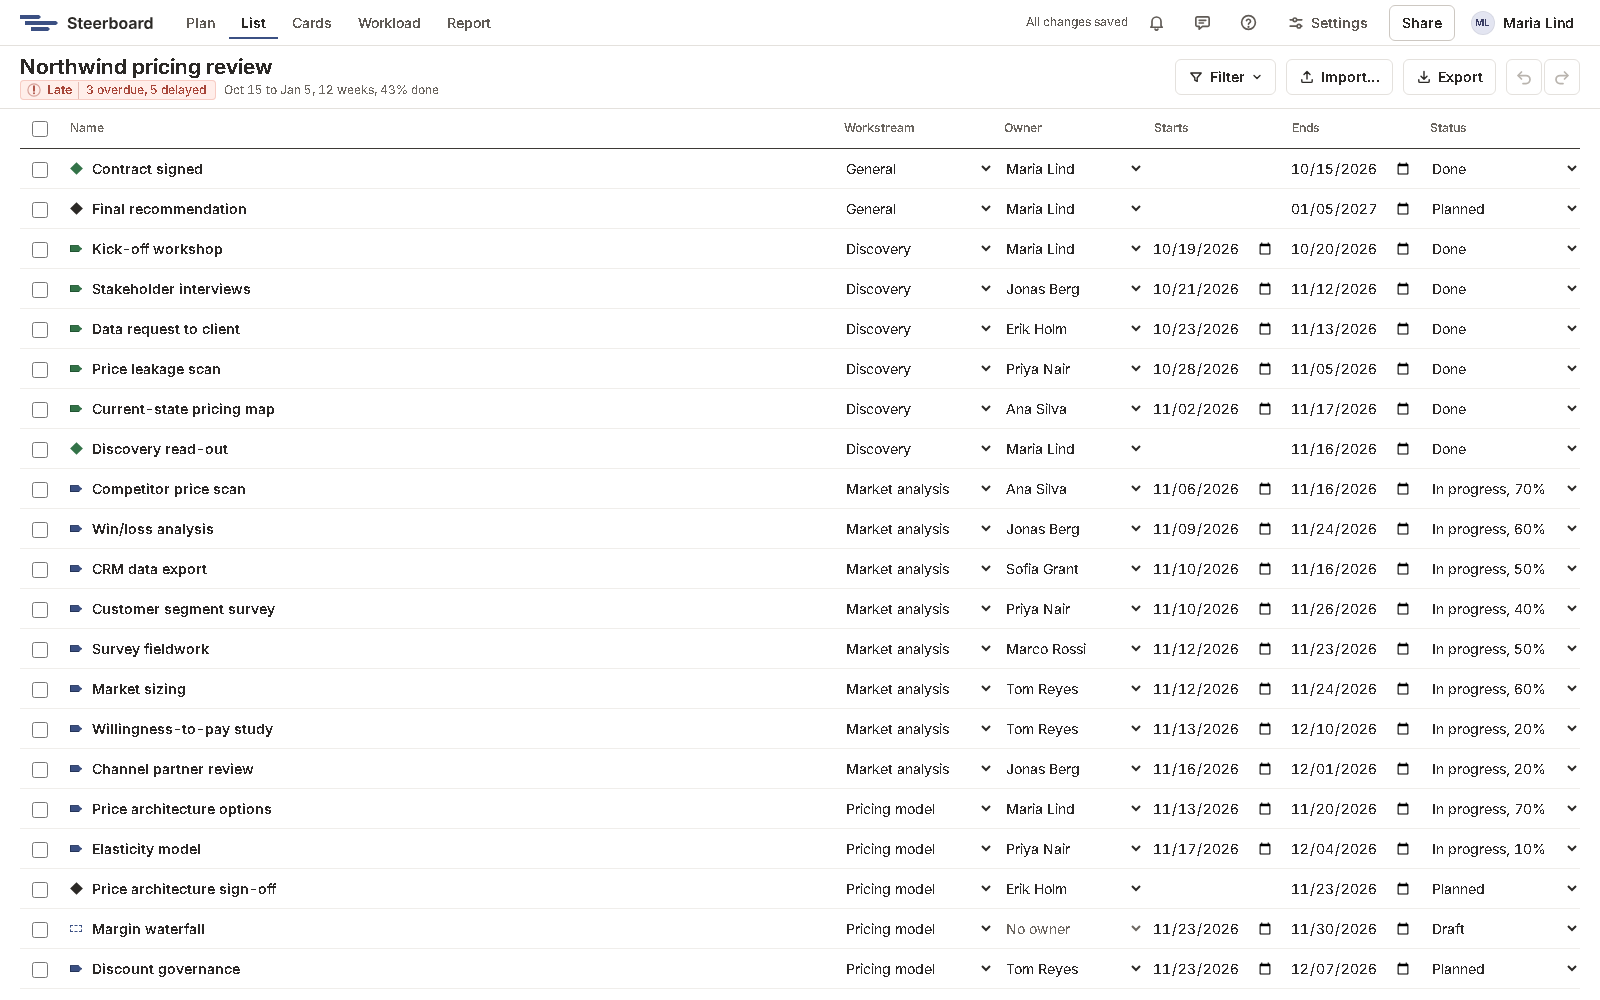 Steerboard Plan List Cards Workload Report All changes saved Settings Share ML Maria Lind
Northwind pricing review
Late 3 overdue, 5 delayed Oct 15 to Jan 5, 12 weeks, 43% done Filter Import... Export
Name Workstream Owner Starts Ends Status
Contract signed General Maria Lind 10/15/2026 Done
Final recommendation General Maria Lind 01/05/2027 Planned
Kick-off workshop Discovery Maria Lind 10/19/2026 10/20/2026 Done
Stakeholder interviews Discovery Jonas Berg 10/21/2026 11/12/2026 Done
Data request to client Discovery Erik Holm 10/23/2026 11/13/2026 Done
Price leakage scan Discovery Priya Nair 10/28/2026 11/05/2026 Done
Current-state pricing map Discovery Ana Silva 11/02/2026 11/17/2026 Done
Discovery read-out Discovery Maria Lind 11/16/2026 Done
Competitor price scan Market analysis Ana Silva 11/06/2026 11/16/2026 In progress, 70%
Win/loss analysis Market analysis Jonas Berg 11/09/2026 11/24/2026 In progress, 60%
CRM data export Market analysis Sofia Grant 11/10/2026 11/16/2026 In progress, 50%
Customer segment survey Market analysis Priya Nair 11/10/2026 11/26/2026 In progress, 40%
Survey fieldwork Market analysis Marco Rossi 11/12/2026 11/23/2026 In progress, 50%
Market sizing Market analysis Tom Reyes 11/12/2026 11/24/2026 In progress, 60%
Willingness-to-pay study Market analysis Tom Reyes 11/13/2026 12/10/2026 In progress, 20%
Channel partner review Market analysis Jonas Berg 11/16/2026 12/01/2026 In progress, 20%
Price architecture options Pricing model Maria Lind 11/13/2026 11/20/2026 In progress, 70%
Elasticity model Pricing model Priya Nair 11/17/2026 12/04/2026 In progress, 10%
Price architecture sign-off Pricing model Erik Holm 11/23/2026 Planned
Margin waterfall Pricing model No owner 11/23/2026 11/30/2026 Draft
Discount governance Pricing model Tom Reyes 11/23/2026 12/07/2026 Planned